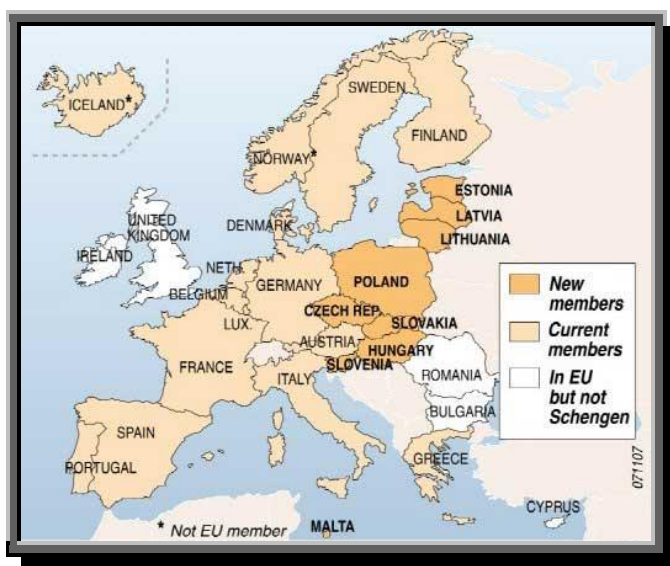 ICELAND*
SWEDEN
FINLAND
NORWAY*
ESTONIA
LATVIA
LITHUANIA
UNITED
KINGDOM
IRELAND
DENMARK
NETH.
BELGIUM
GERMANY
POLAND
LUX.
CZECH REP.
SLOVAKIA
AUSTRIA
HUNGARY
SLOVENIA
FRANCE
ITALY
ROMANIA
BULGARIA
SPAIN
PORTUGAL
GREECE
CYPRUS
MALTA
* Not EU member
New
members
Current
members
In EU
but not
Schengen
071107